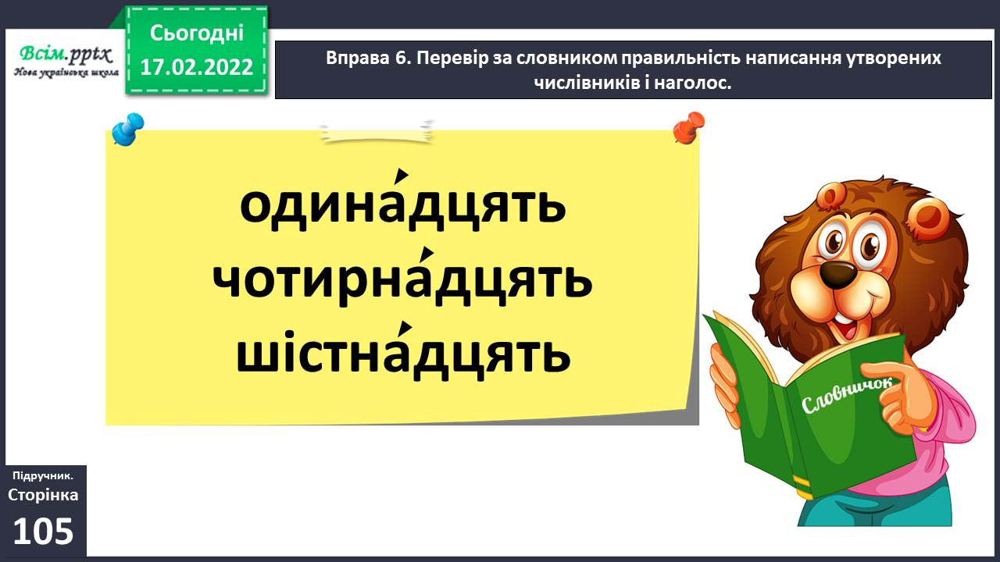 Всім.pptx
Нова українська школа
Сьогодні
17.02.2022
Вправа 6. Перевір за словником правильність написання утворених
числівників і наголос.
одина́дцять
чотирна́дцять
шістна́дцять
Словничок
Підручник.
Сторінка
105